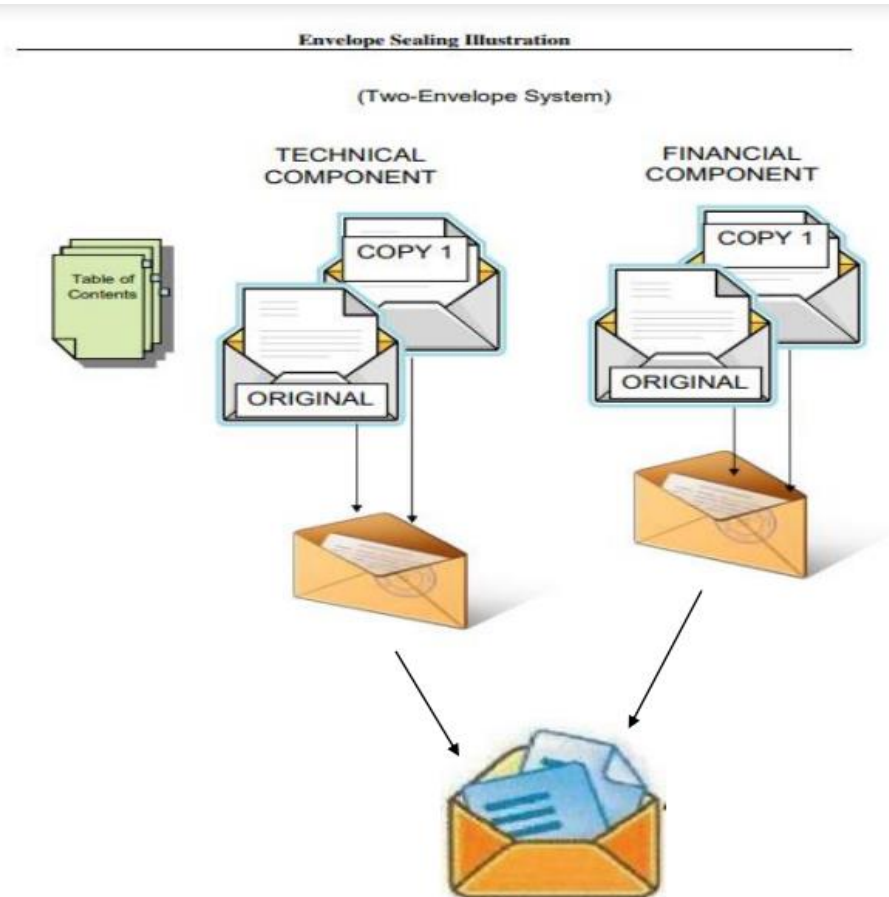 Envelope Sealing Illustration
(Two-Envelope System)
TECHNICAL
COMPONENT
FINANCIAL
COMPONENT
Table of
Contents
COPY 1
ORIGINAL
COPY 1
ORIGINAL